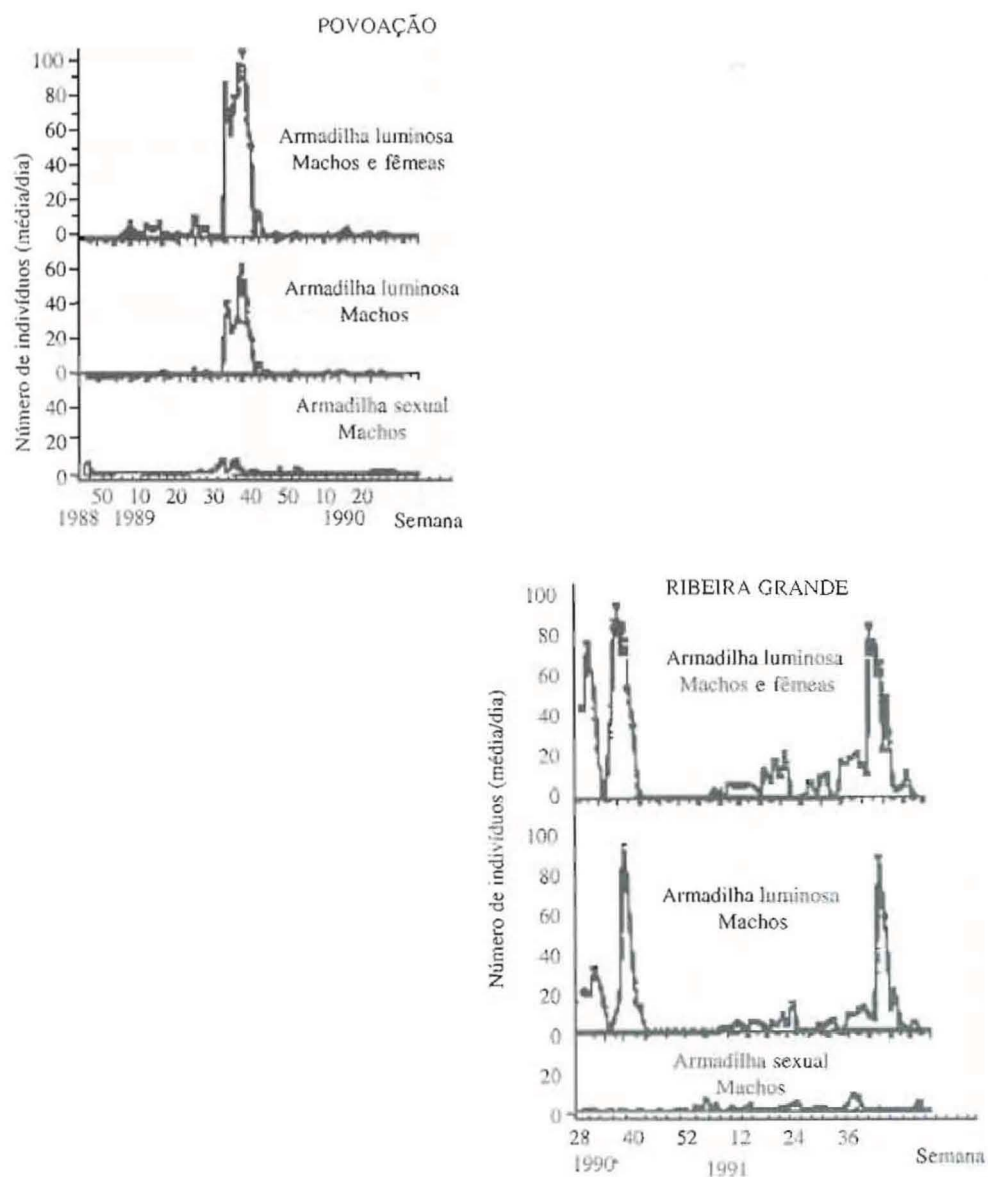 POVOAÇÃO
Número de indivíduos (média/dia)
100
80
60
40
20
0
Armadilha luminosa
Machos e fêmeas
60
40
20
0
Armadilha luminosa
Machos
40
20
0
Armadilha sexual
Machos
50 10 20 30 40 50 10 20
1988 1989 1990 Semana
RIBEIRA GRANDE
Número de indivíduos (média/dia)
100
80
60
40
20
0
Armadilha luminosa
Machos e fêmeas
100
80
60
40
20
0
Armadilha luminosa
Machos
20
0
Armadilha sexual
Machos
28 40 52 12 24 36
1990 1991 Semana